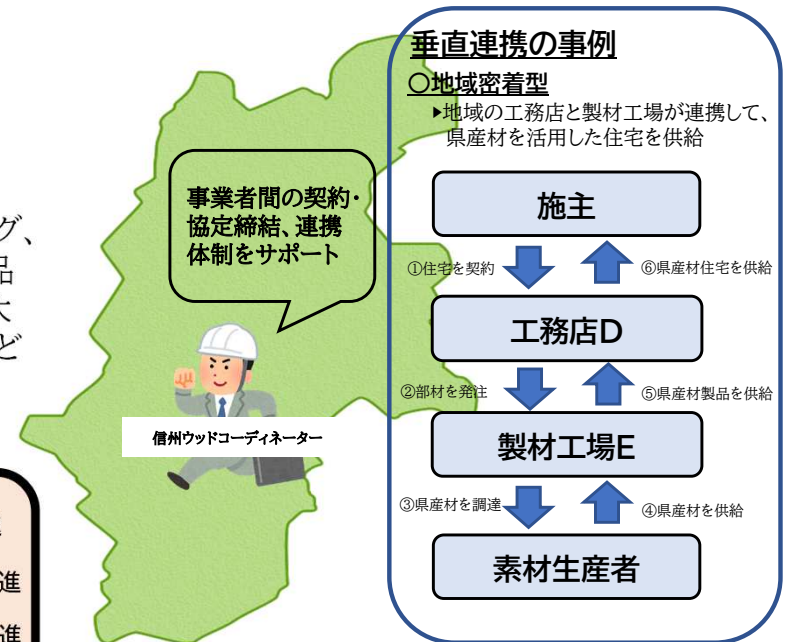 垂直連携の事例
○地域密着型
▶地域の工務店と製材工場が連携して、
県産材を活用した住宅を供給
事業者間の契約・
協定締結、連携
体制をサポート
信州ウッドコーディネーター
施主
①住宅を契約
⑥県産材住宅を供給
工務店D
②部材を発注
⑤県産材製品を供給
製材工場E
③県産材を調達
④県産材を供給
素材生産者
グ、
品
ど
進
進